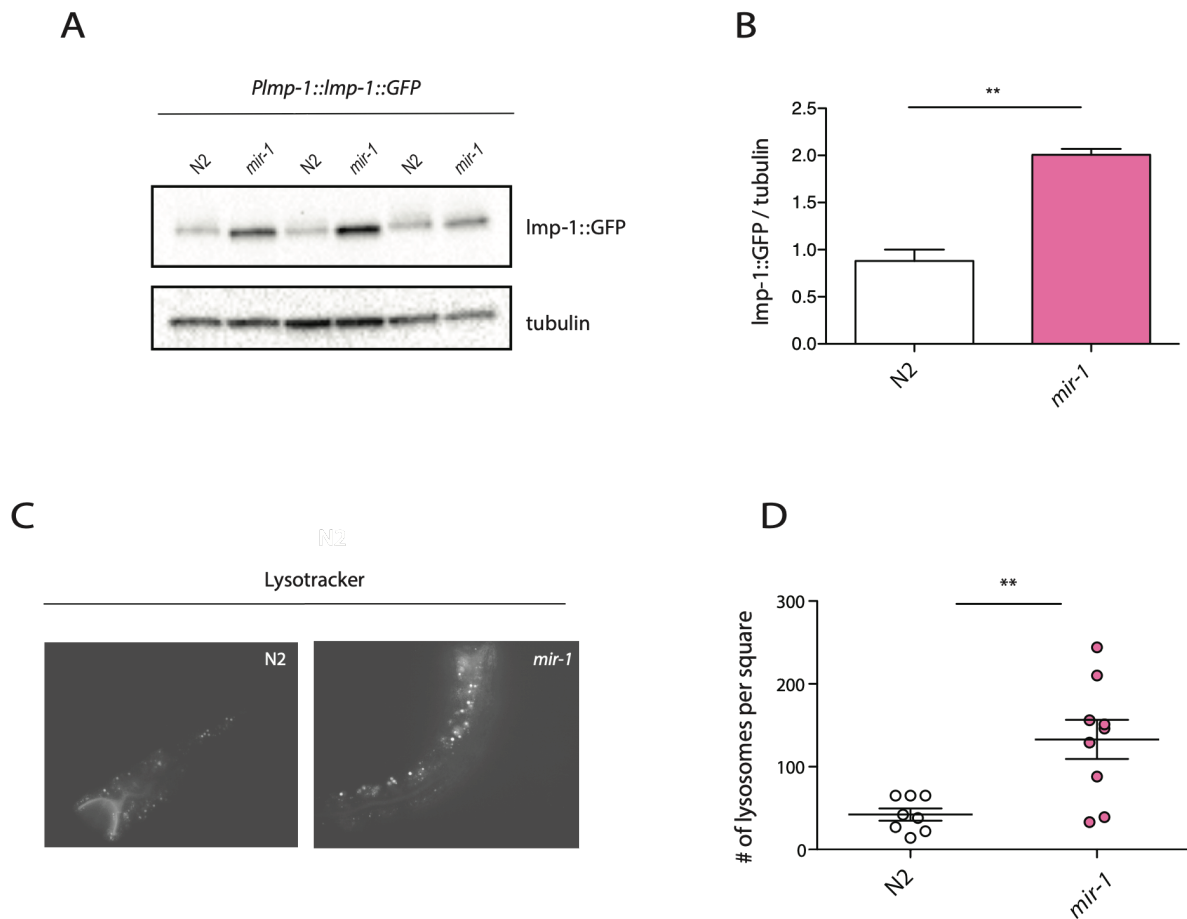 A
Plmp-1::lmp-1::GFP
N2 mir-1 N2 mir-1 N2 mir-1
lmp-1::GFP
tubulin
B
**
lmp-1::GFP / tubulin
2.5
2.0
1.5
1.0
0.5
0.0
N2 mir-1
C
N2
Lysotracker
N2 mir-1
D
**
# of lysosomes per square
300
200
100
0
N2 mir-1